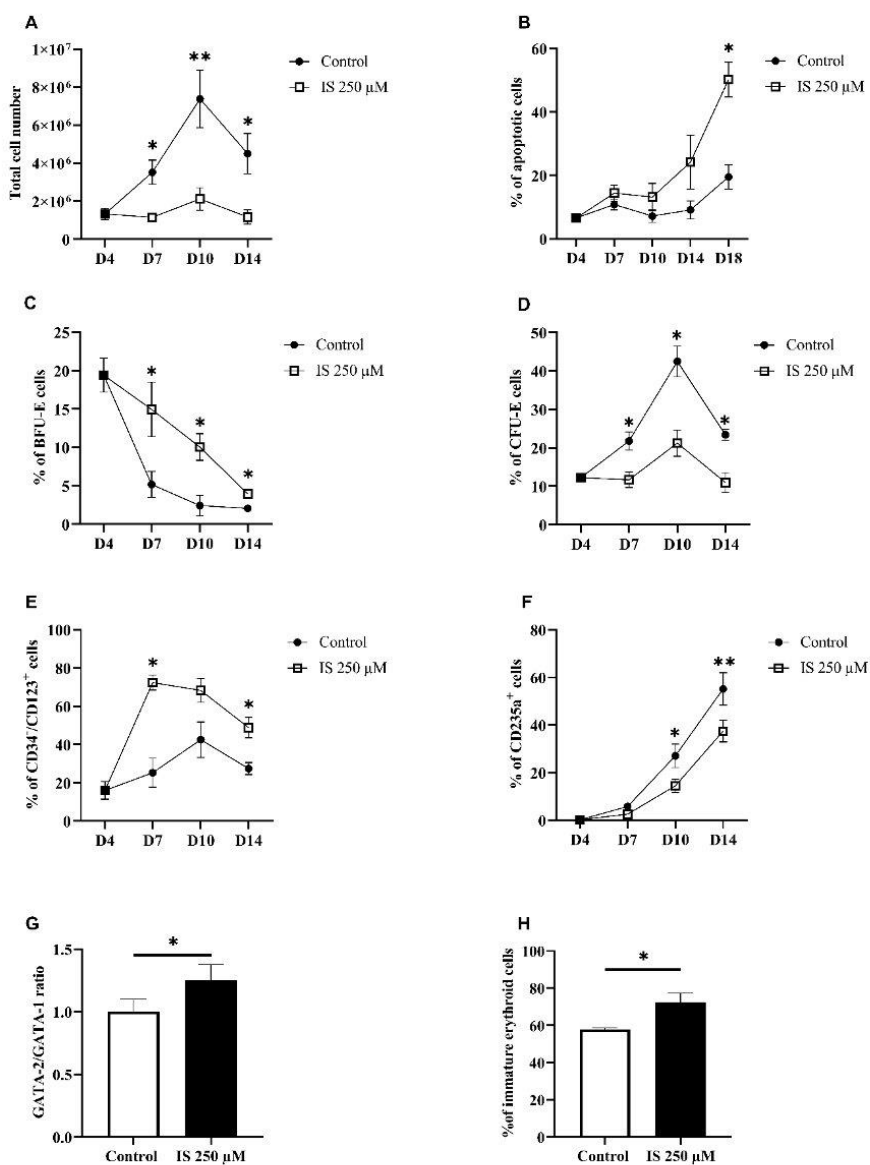 A
Total cell number
1×10⁷
8×10⁶
6×10⁶
4×10⁶
2×10⁶
0
D4 D7 D10 D14
* ** *
Control
IS 250 µM
B
% of apoptotic cells
60
40
20
0
D4 D7 D10 D14 D18
*
Control
IS 250 µM
C
% of BFU-E cells
25
20
15
10
5
0
D4 D7 D10 D14
* * *
Control
IS 250 µM
D
% of CFU-E cells
50
40
30
20
10
0
D4 D7 D10 D14
* * *
Control
IS 250 µM
E
% of CD34⁻/CD123⁺ cells
100
80
60
40
20
0
D4 D7 D10 D14
* *
Control
IS 250 µM
F
% of CD235a⁺ cells
80
60
40
20
0
D4 D7 D10 D14
* **
Control
IS 250 µM
G
GATA-2/GATA-1 ratio
1.5
1.0
0.5
0.0
*
Control IS 250 µM
H
%of immature erythroid cells
100
80
60
40
20
0
*
Control IS 250 µM